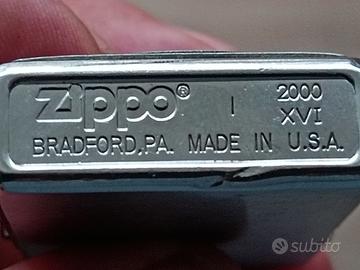 zippo® I 2000
XVI
BRADFORD, PA. MADE IN U.S.A.
subito